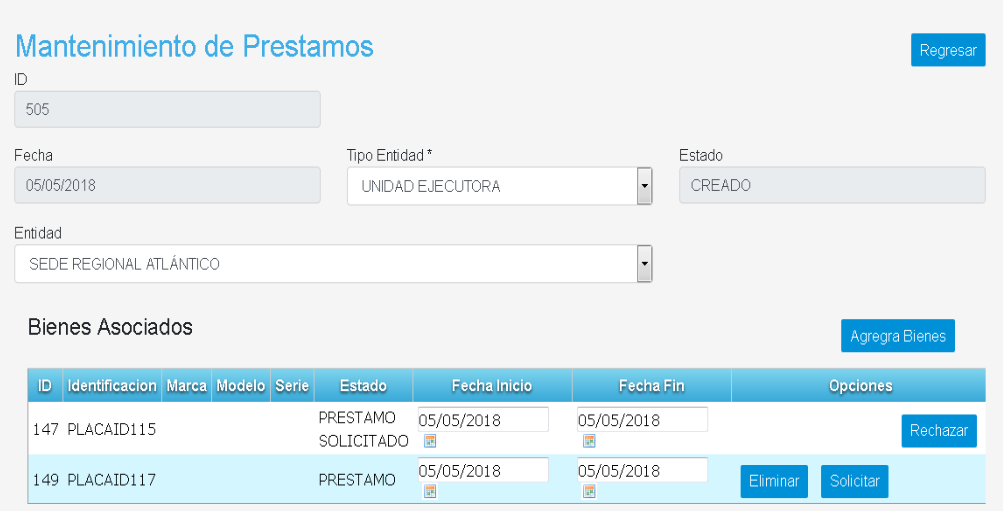 Mantenimiento de Prestamos
Regresar
ID
505
Fecha
Tipo Entidad *
Estado
05/05/2018
UNIDAD EJECUTORA
CREADO
Entidad
SEDE REGIONAL ATLÁNTICO
Bienes Asociados
Agregra Bienes
ID Identificacion Marca Modelo Serie Estado Fecha Inicio Fecha Fin Opciones
147 PLACAID115 PRESTAMO SOLICITADO 05/05/2018 05/05/2018 Rechazar
149 PLACAID117 PRESTAMO 05/05/2018 05/05/2018 Eliminar Solicitar